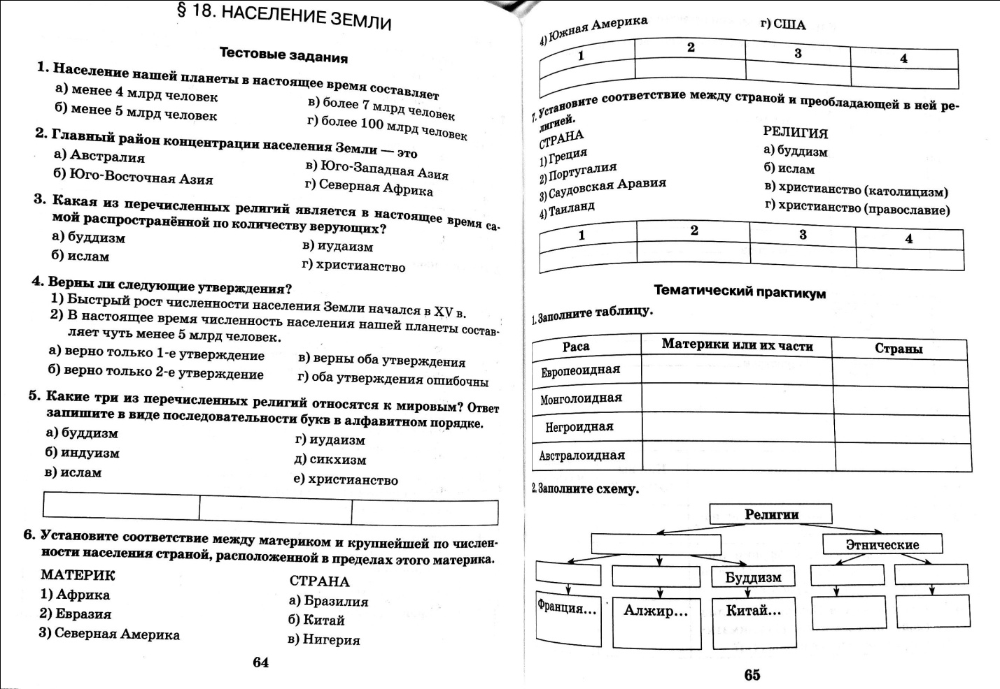 § 18. НАСЕЛЕНИЕ ЗЕМЛИ
Тестовые задания
1. Население нашей планеты в настоящее время составляет
а) менее 4 млрд человек
б) менее 5 млрд человек
в) более 7 млрд человек
г) более 100 млрд человек
2. Главный район концентрации населения Земли — это
а) Австралия
б) Юго-Восточная Азия
в) Юго-Западная Азия
г) Северная Африка
3. Какая из перечисленных религий является в настоящее время са-
мой распространённой по количеству верующих?
а) буддизм
б) ислам
в) иудаизм
г) христианство
4. Верны ли следующие утверждения?
1) Быстрый рост численности населения Земли начался в XV в.
2) В настоящее время численность населения нашей планеты состав-
ляет чуть менее 5 млрд человек.
а) верно только 1-е утверждение
б) верно только 2-е утверждение
в) верны оба утверждения
г) оба утверждения ошибочны
5. Какие три из перечисленных религий относятся к мировым? Ответ
запишите в виде последовательности букв в алфавитном порядке.
а) буддизм
б) индуизм
в) ислам
г) иудаизм
д) сикхизм
е) христианство
6. Установите соответствие между материком и крупнейшей по числен-
ности населения страной, расположенной в пределах этого материка.
МАТЕРИК
1) Африка
2) Евразия
3) Северная Америка
СТРАНА
а) Бразилия
б) Китай
в) Нигерия
64
4) Южная Америка
г) США
1 2 3 4
7. Установите соответствие между страной и преобладающей в ней ре-
лигией.
СТРАНА
1) Греция
2) Португалия
3) Саудовская Аравия
4) Таиланд
РЕЛИГИЯ
а) буддизм
б) ислам
в) христианство (католицизм)
г) христианство (православие)
1 2 3 4
Тематический практикум
1. Заполните таблицу.
Раса Материки или их части Страны
Европеоидная
Монголоидная
Негроидная
Австралоидная
2. Заполните схему.
Религии
Этнические
Буддизм
Франция...
Алжир...
Китай...
65